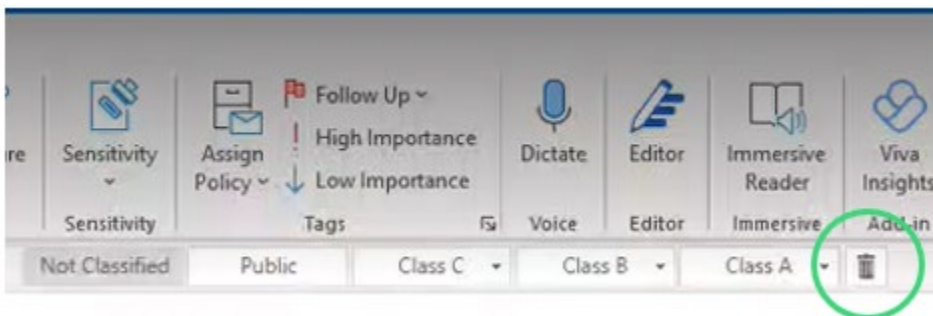 re
Sensitivity
Assign
Policy
Follow Up
High Importance
Low Importance
Dictate
Editor
Immersive
Reader
Viva
Insights
Sensitivity
Tags
Voice
Editor
Immersive
Add-in
Not Classified
Public
Class C
Class B
Class A